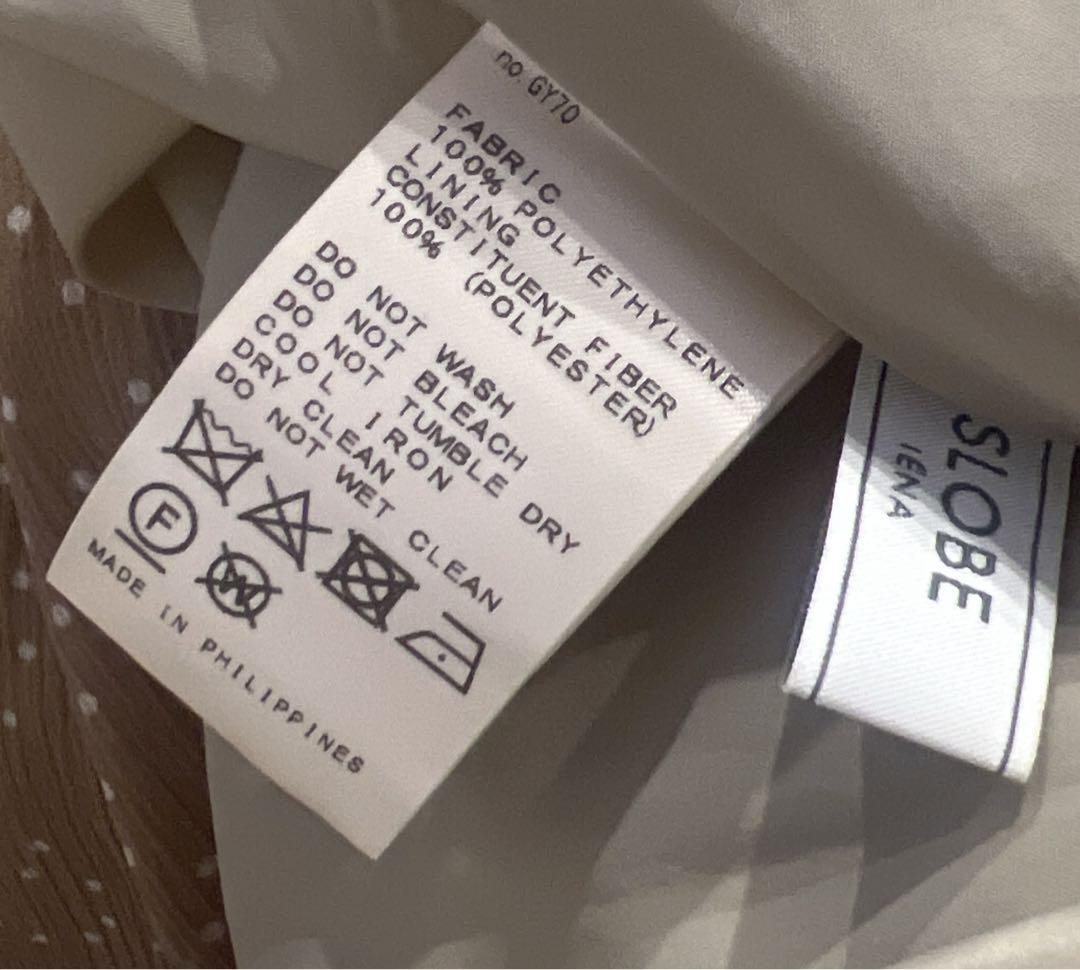 no. GY70
FABRIC
100% POLYETHYLENE
LINING
CONSTITUENT FIBER
100% (POLYESTER)
DO NOT WASH
DO NOT BLEACH
DO NOT TUMBLE DRY
COOL IRON
DRY CLEAN
DO NOT WET CLEAN
F
W
MADE IN PHILIPPINES
SLOBE
IENA